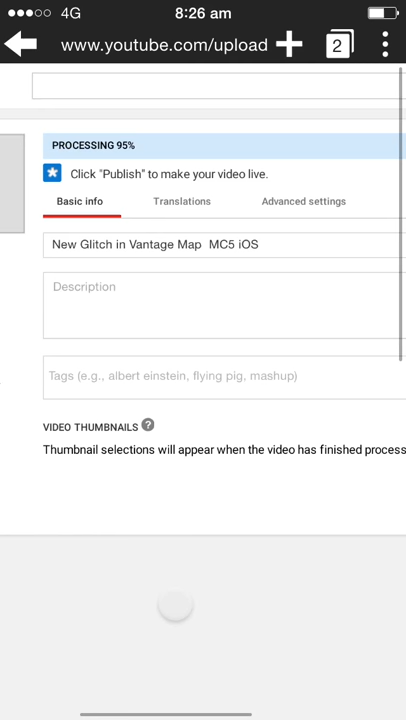 4G 8:26 am
www.youtube.com/upload 2
PROCESSING 95%
Click "Publish" to make your video live.
Basic info Translations Advanced settings
New Glitch in Vantage Map  MC5 iOS
Description
Tags (e.g., albert einstein, flying pig, mashup)
VIDEO THUMBNAILS ?
Thumbnail selections will appear when the video has finished process